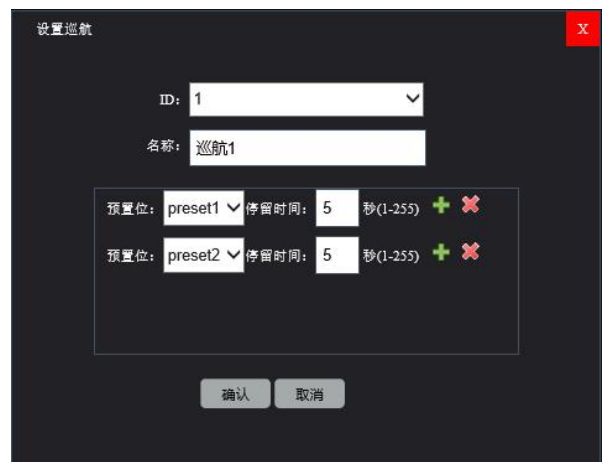 设置巡航 X
ID: 1
名称: 巡航1
预置位: preset1 停留时间: 5 秒(1-255)
预置位: preset2 停留时间: 5 秒(1-255)
确认 取消